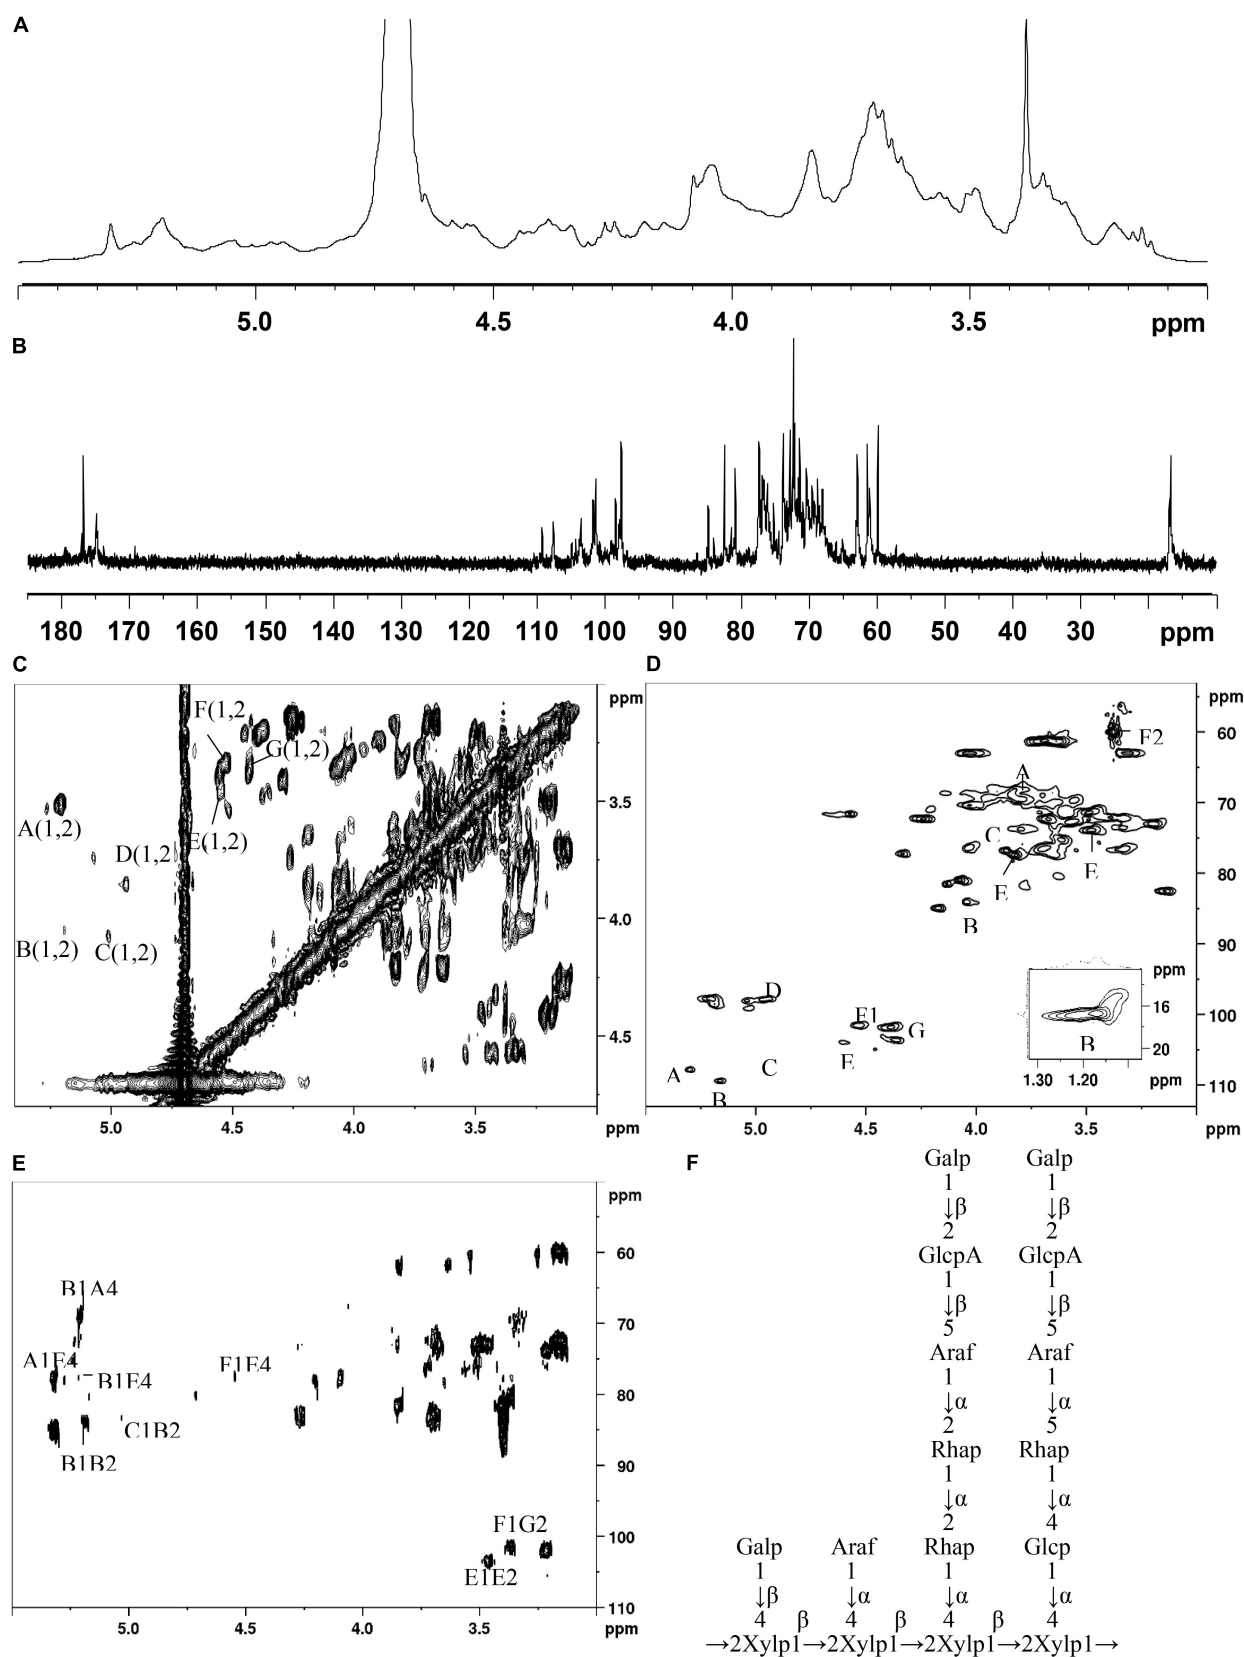 A
5.0 4.5 4.0 3.5 ppm
B
180 170 160 150 140 130 120 110 100 90 80 70 60 50 40 30 ppm
C
ppm
F(1,2
G(1,2)
3.5
A(1,2)
D(1,2) E(1,2)
4.0
B(1,2) C(1,2)
4.5
5.0 4.5 4.0 3.5 ppm
D
ppm
60
F2
A
70
C
E
80
E
B
90
D
100
G
E
A C
B
110
ppm
16
B
20
1.30 1.20 ppm
5.0 4.5 4.0 3.5 ppm
E
ppm
60
B1A4
70
80
C1B2
B1B2
90
100
F1G2
E1E2
110
5.0 4.5 4.0 3.5 ppm
F
Galp Galp
1 1
↓β ↓β
2 2
GlcpA GlcpA
1 1
↓β ↓β
5 5
Araf Araf
1 1
↓α ↓α
2 5
Rhap Rhap
1 1
↓α ↓α
2 4
Galp Araf Rhap Glcp
1 1 1 1
↓β ↓α ↓α ↓α
4 β 4 β 4 β 4
→2Xylp1→2Xylp1→2Xylp1→2Xylp1→